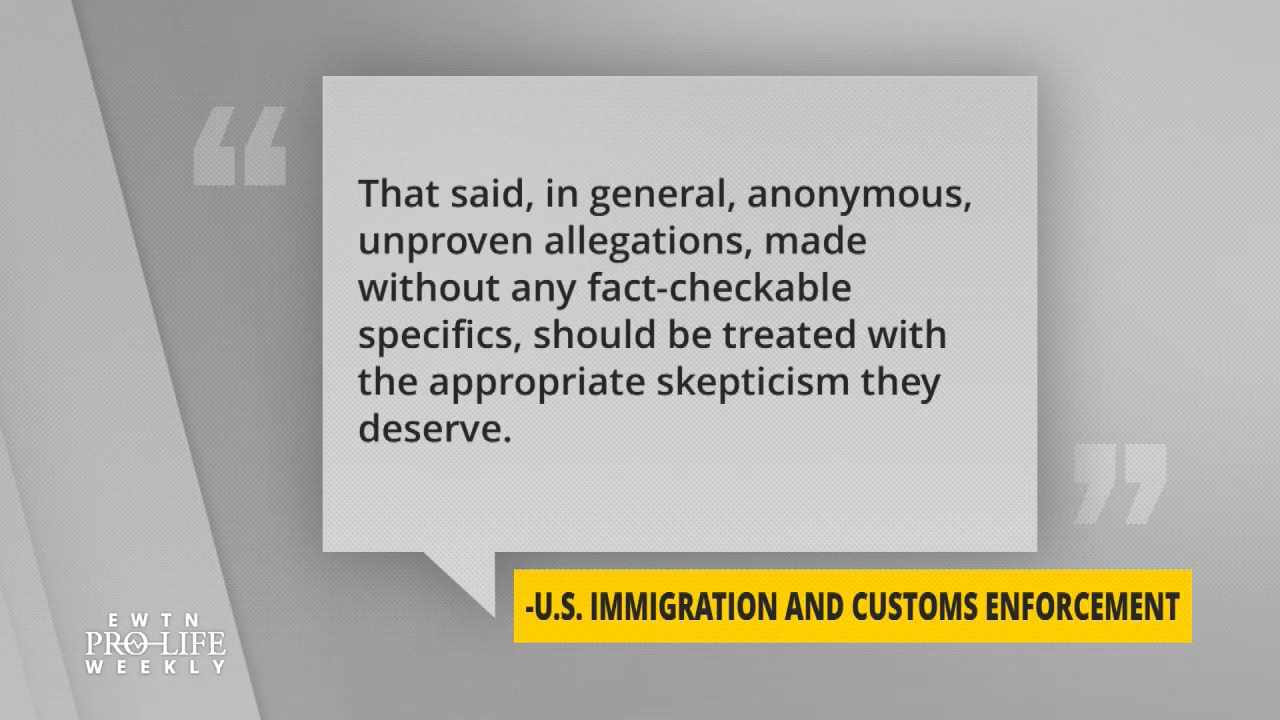 “
That said, in general, anonymous,
unproven allegations, made
without any fact-checkable
specifics, should be treated with
the appropriate skepticism they
deserve.
”
-U.S. IMMIGRATION AND CUSTOMS ENFORCEMENT
EWTN
PRO-LIFE
WEEKLY